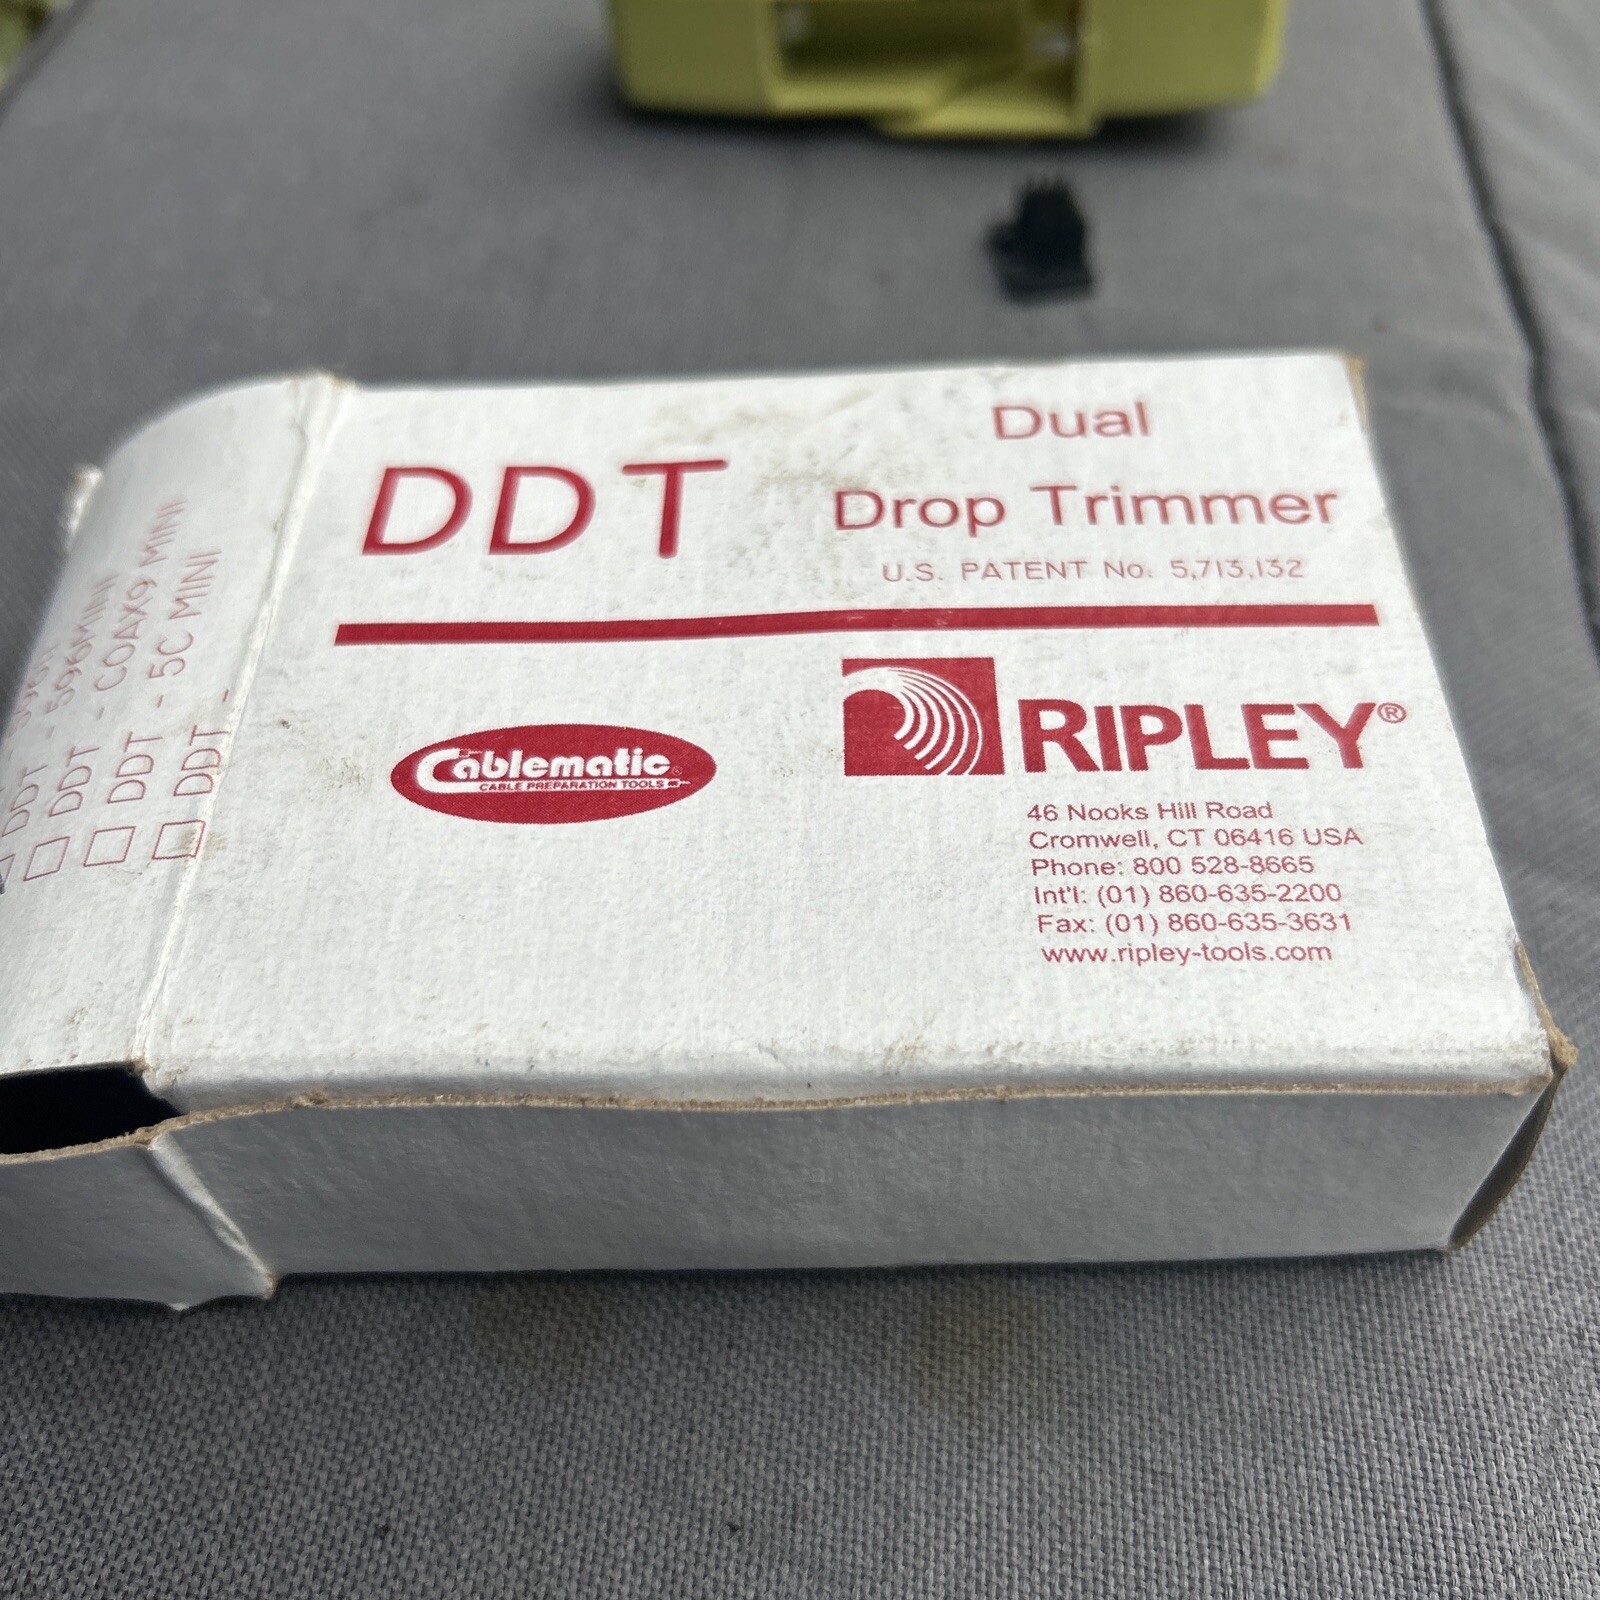 Dual
DDT
Drop Trimmer
U.S. PATENT No. 5,713,132
Cablematic
CABLE PREPARATION TOOLS
RIPLEY®
46 Nooks Hill Road
Cromwell, CT 06416 USA
Phone: 800 528-8665
Int'l: (01) 860-635-2200
Fax: (01) 860-635-3631
www.ripley-tools.com
DDT -
DDT - 596MINI
DDT - COAX9 MINI
DDT - 5C MINI
DDT -